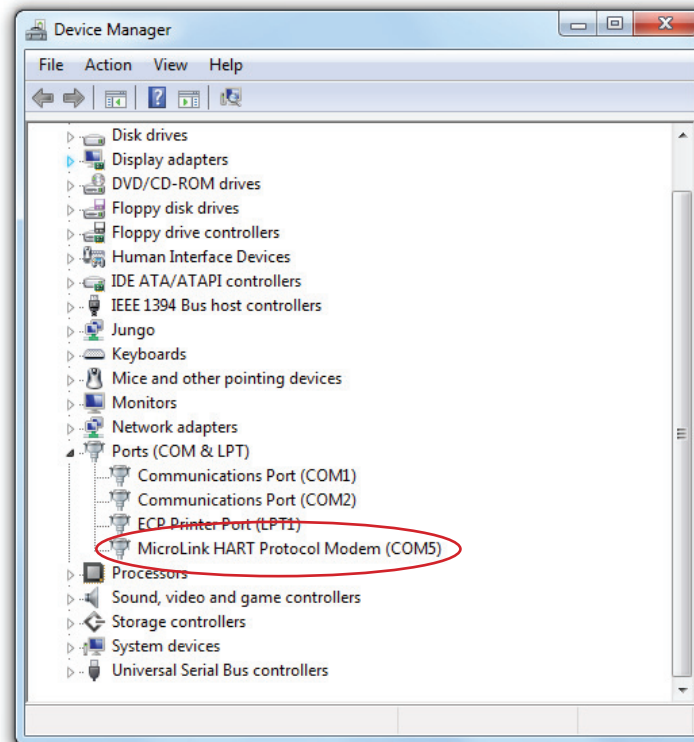 Device Manager
File Action View Help
Disk drives
Display adapters
DVD/CD-ROM drives
Floppy disk drives
Floppy drive controllers
Human Interface Devices
IDE ATA/ATAPI controllers
IEEE 1394 Bus host controllers
Jungo
Keyboards
Mice and other pointing devices
Monitors
Network adapters
Ports (COM & LPT)
Communications Port (COM1)
Communications Port (COM2)
ECP Printer Port (LPT1)
MicroLink HART Protocol Modem (COM5)
Processors
Sound, video and game controllers
Storage controllers
System devices
Universal Serial Bus controllers